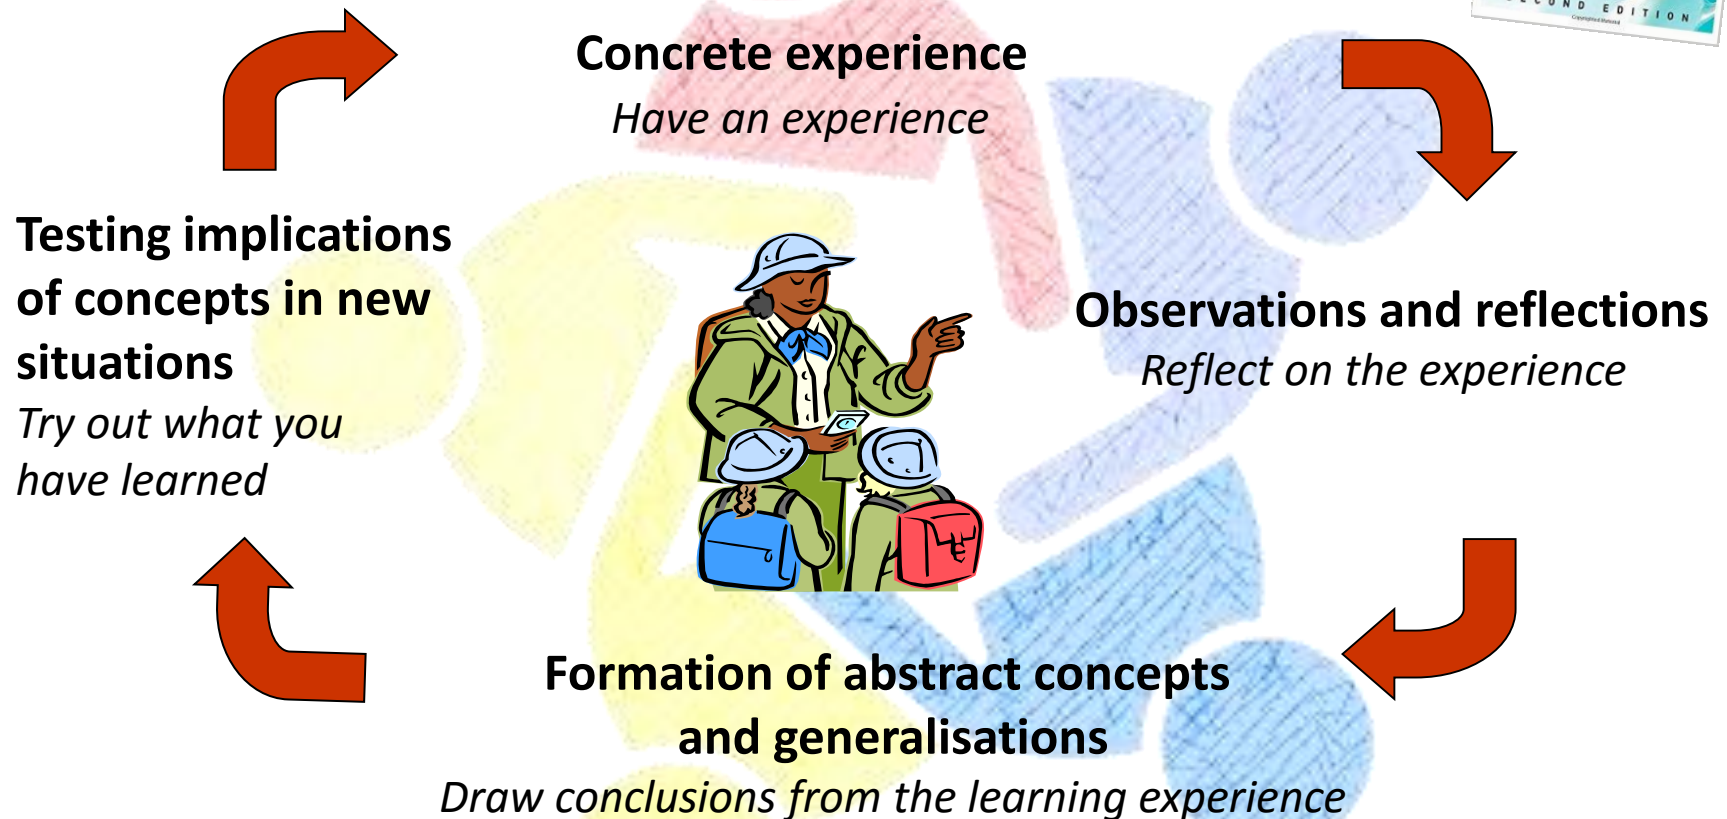 EDITION
Concrete experience
Have an experience
Testing implications
of concepts in new
situations
Try out what you
have learned
Observations and reflections
Reflect on the experience
Formation of abstract concepts
and generalisations
Draw conclusions from the learning experience